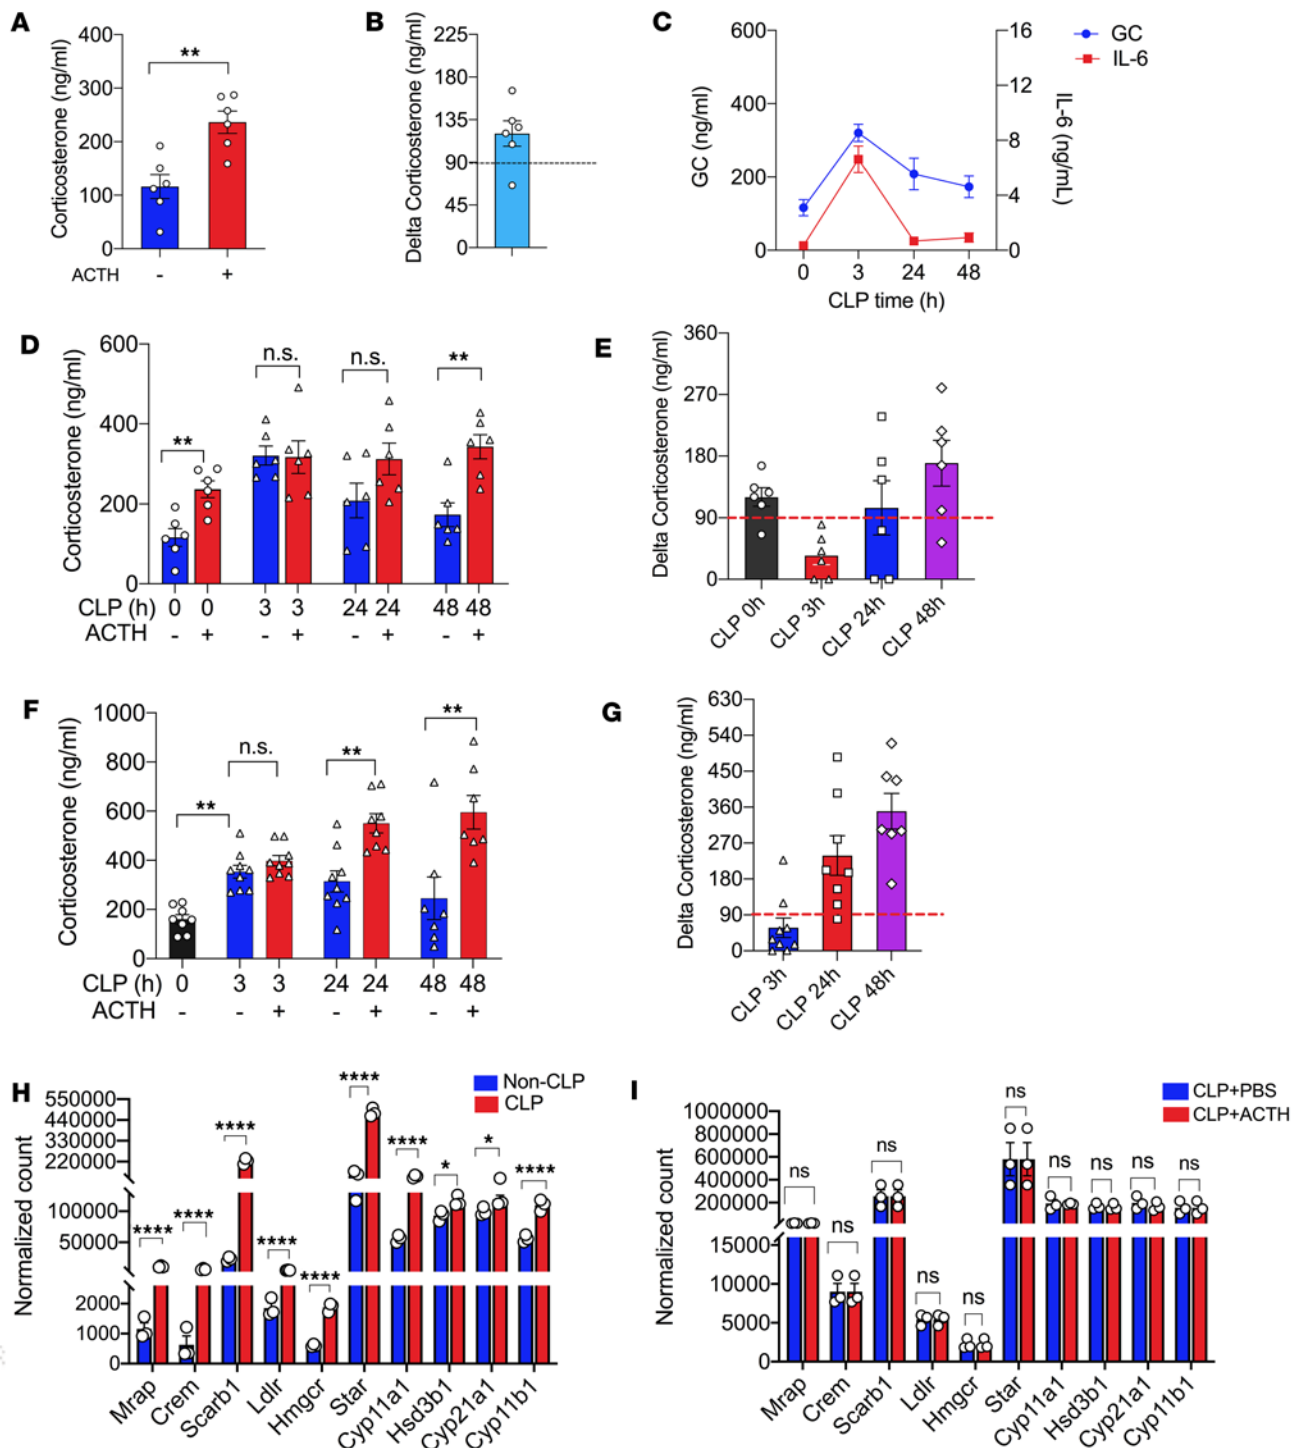 A
Corticosterone (ng/ml)
400
300
200
100
0
**
ACTH
- +
B
Delta Corticosterone (ng/ml)
225
180
135
90
45
0
C
GC (ng/ml)
600
400
200
0
16
12
8
4
0
IL-6 (ng/mL)
GC
IL-6
0 3 24 48
CLP time (h)
D
Corticosterone (ng/ml)
600
400
200
0
** n.s. n.s. **
CLP (h) 0 0 3 3 24 24 48 48
ACTH - + - + - + - +
E
Delta Corticosterone (ng/ml)
360
270
180
90
0
CLP 0h CLP 3h CLP 24h CLP 48h
F
Corticosterone (ng/ml)
1000
800
600
400
200
0
** n.s. ** **
CLP (h) 0 3 3 24 24 48 48
ACTH - - + - + - +
G
Delta Corticosterone (ng/ml)
630
540
450
360
270
180
90
0
CLP 3h CLP 24h CLP 48h
H
Normalized count
550000
440000
330000
220000
100000
50000
2000
1000
0
Non-CLP
CLP
**** **** **** **** **** **** **** * * ****
Mrap Crem Scarb1 Ldlr Hmgcr Star Cyp11a1 Hsd3b1 Cyp21a1 Cyp11b1
I
Normalized count
1000000
800000
600000
400000
200000
15000
10000
5000
0
CLP+PBS
CLP+ACTH
ns ns ns ns ns ns ns ns ns ns
Mrap Crem Scarb1 Ldlr Hmgcr Star Cyp11a1 Hsd3b1 Cyp21a1 Cyp11b1